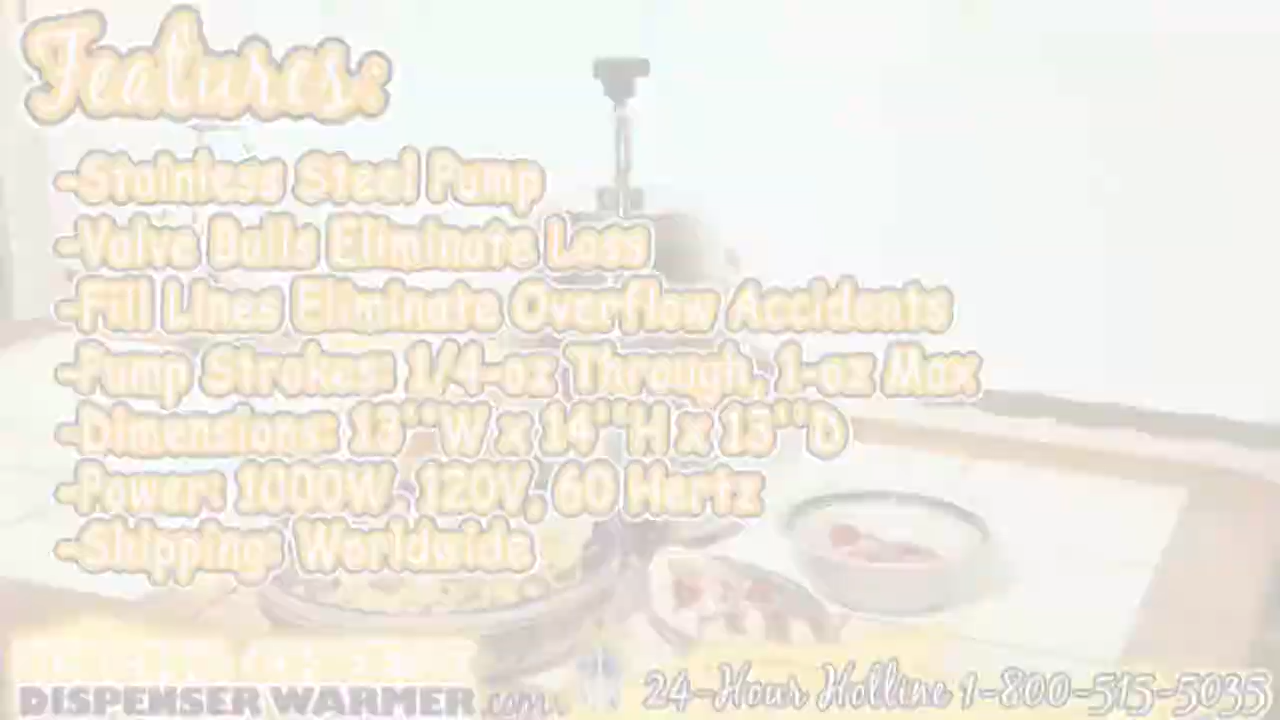 Features:
-Stainless Steel Pump
-Valve Balls Eliminate Loss
-Fill Lines Eliminate Overflow Accidents
-Pump Strokes: 1/4-oz Through, 1-oz Max
-Dimensions: 13''W x 14''H x 13''D
-Power: 1000W, 120V, 60 Hertz
-Shipping: Worldwide
DISPENSER WARMER.com
24-Hour Hotline 1-800-515-5035